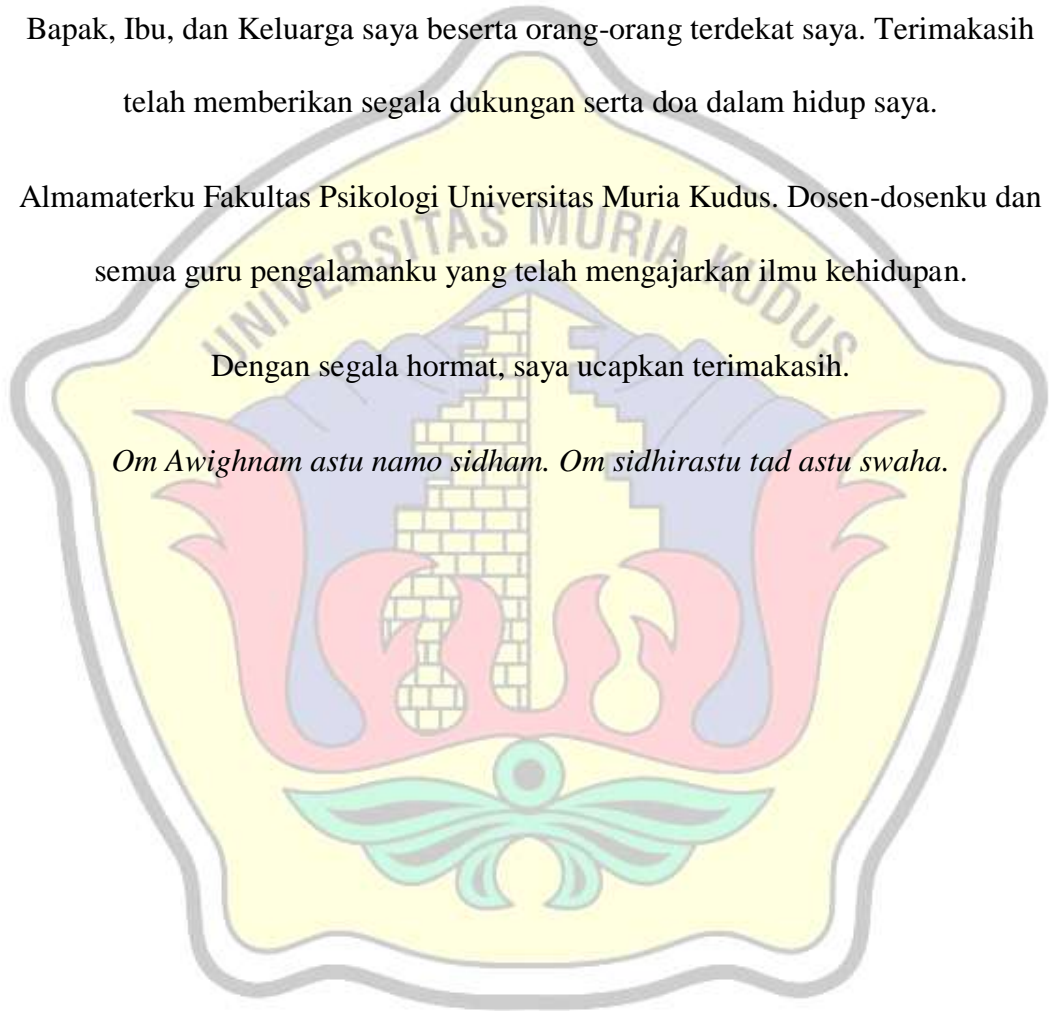 Bapak, Ibu, dan Keluarga saya beserta orang-orang terdekat saya. Terimakasih
telah memberikan segala dukungan serta doa dalam hidup saya.
Almamaterku Fakultas Psikologi Universitas Muria Kudus. Dosen-dosenku dan
semua guru pengalamanku yang telah mengajarkan ilmu kehidupan.
UNIVERSITAS MURIA KUDUS
Dengan segala hormat, saya ucapkan terimakasih.
Om Awighnam astu namo sidham. Om sidhirastu tad astu swaha.